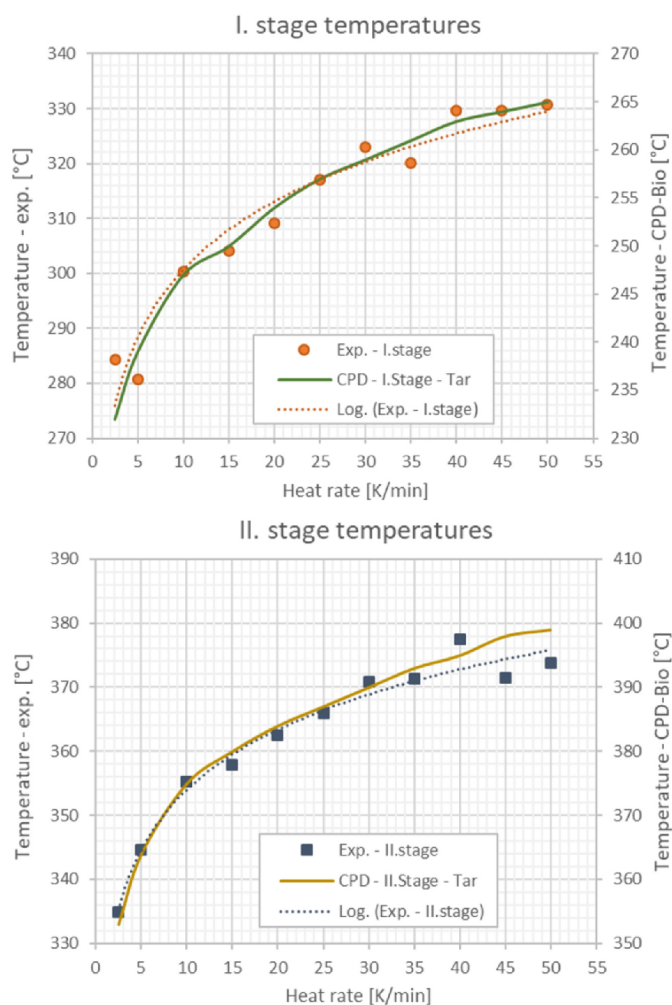 I. stage temperatures
340
330
320
310
300
290
280
270
Temperature - exp. [°C]
270
265
260
255
250
245
240
235
230
Temperature - CPD-Bio [°C]
Exp. - I.stage
CPD - I.Stage - Tar
Log. (Exp. - I.stage)
0 5 10 15 20 25 30 35 40 45 50 55
Heat rate [K/min]
II. stage temperatures
390
380
370
360
350
340
330
Temperature - exp. [°C]
410
400
390
380
370
360
350
Temperature - CPD-Bio [°C]
Exp. - II.stage
CPD - II.Stage - Tar
Log. (Exp. - II.stage)
0 5 10 15 20 25 30 35 40 45 50 55
Heat rate [K/min]